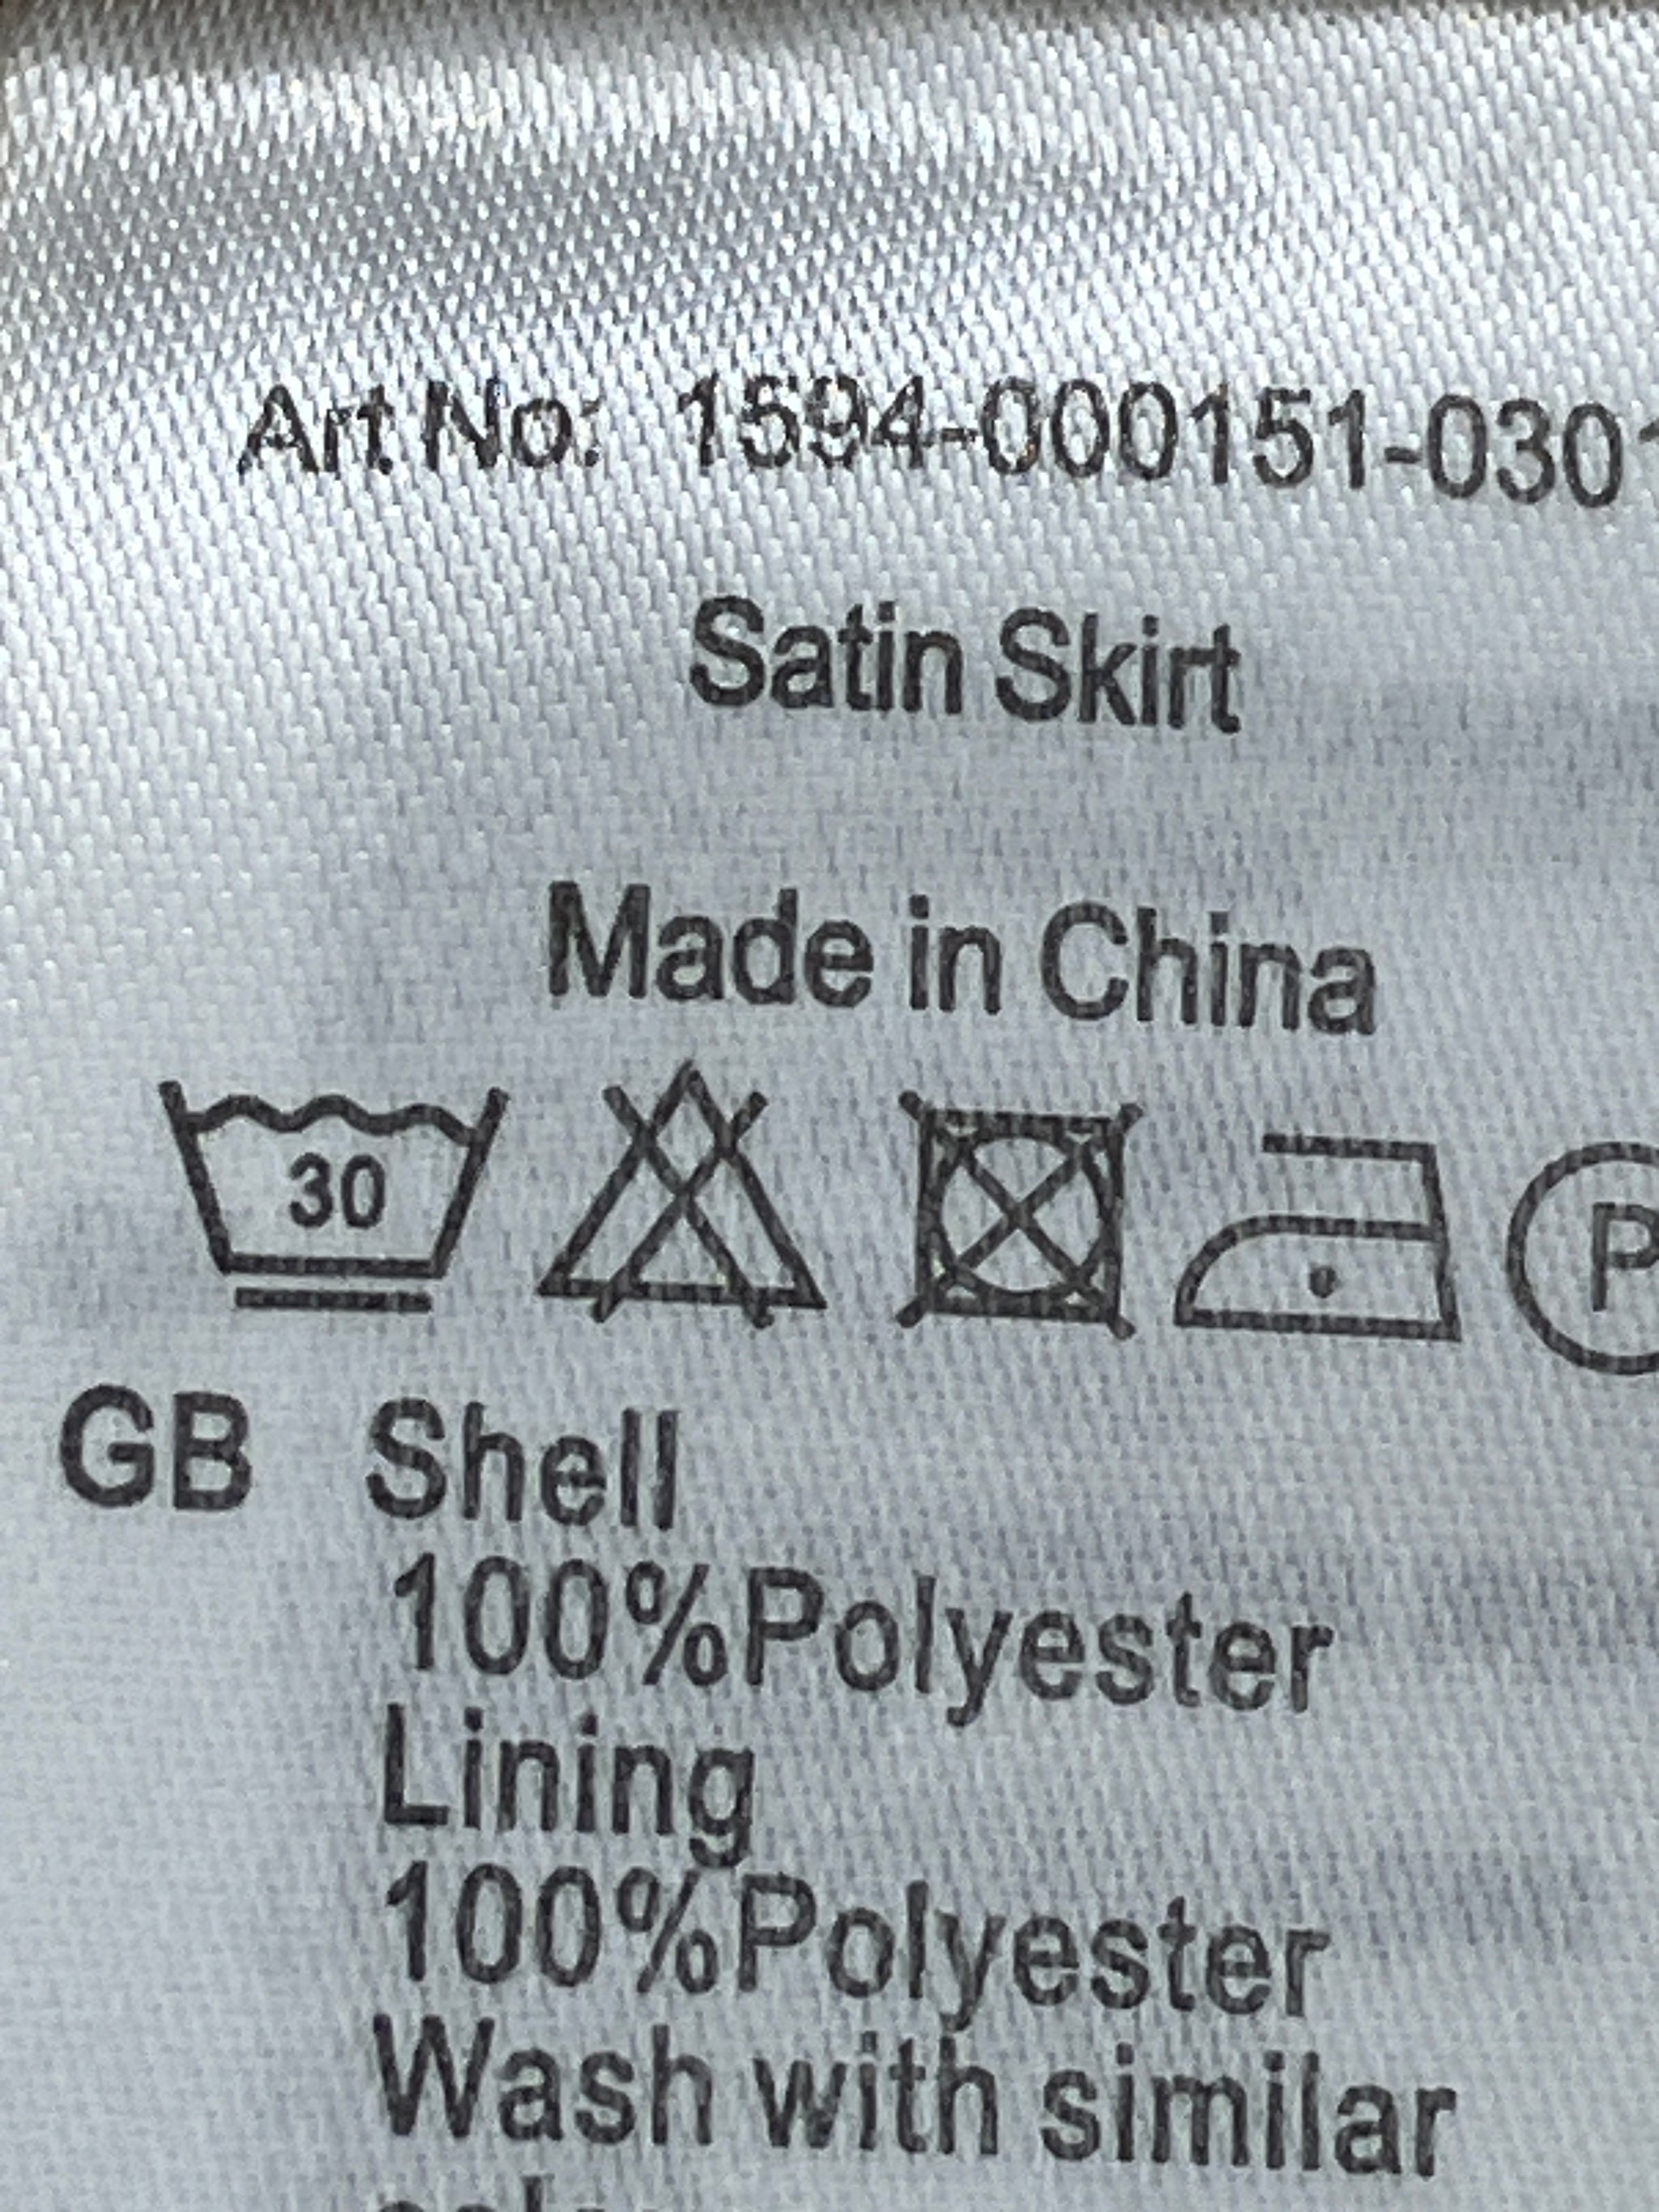 Art No: 1594-000151-0301
Satin Skirt
Made in China
30
P
GB Shell
100%Polyester
Lining
100%Polyester
Wash with similar